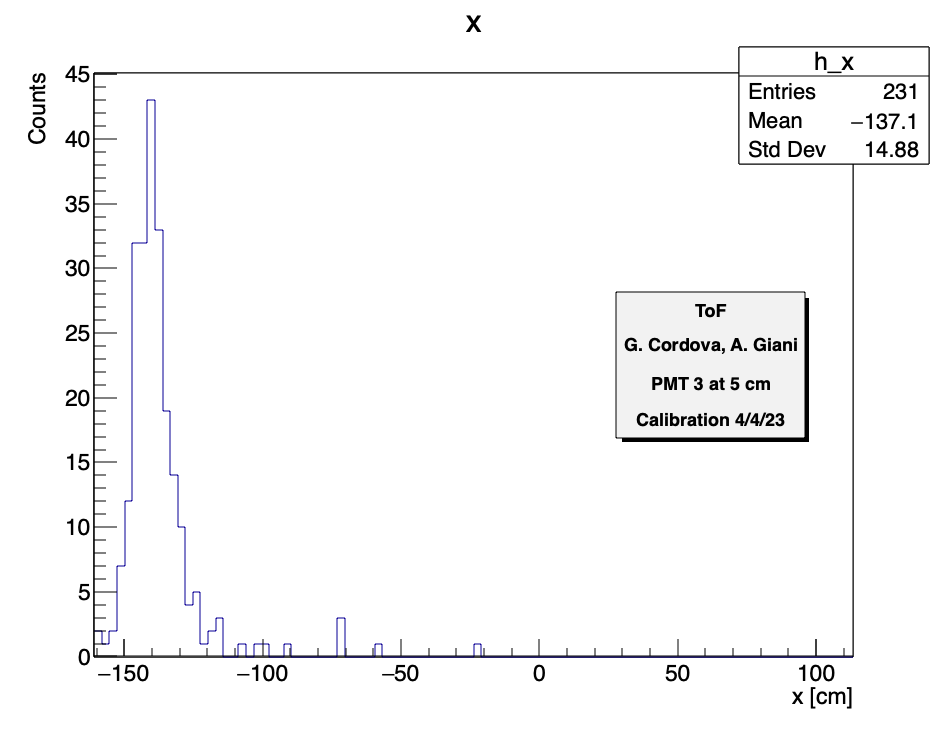 X
h_x
Entries 231
Mean −137.1
Std Dev 14.88
Counts
45
40
35
30
25
20
15
10
5
0
ToF
G. Cordova, A. Giani
PMT 3 at 5 cm
Calibration 4/4/23
−150 −100 −50 0 50 100
x [cm]